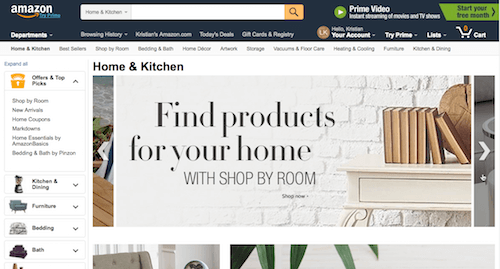 amazon
Try Prime
Home & Kitchen
Prime Video
Instant streaming of movies and TV shows
Start your
free month
Departments
Browsing History
Kristian's Amazon.com
Today's Deals
Gift Cards & Registry
LK
Hello, Kristian
Your Account
Try Prime
Lists
0
Cart
Home & Kitchen
Best Sellers
Shop by Room
Bedding & Bath
Home Décor
Artwork
Storage
Vacuums & Floor Care
Heating & Cooling
Furniture
Kitchen & Dining
Expand all
Offers & Top
Picks
Shop by Room
New Arrivals
Home Coupons
Markdowns
Home Essentials by
AmazonBasics
Bedding & Bath by Pinzon
Kitchen &
Dining
Furniture
Bedding
Bath
Home & Kitchen
Find products
for your home
WITH SHOP BY ROOM
Shop now ›